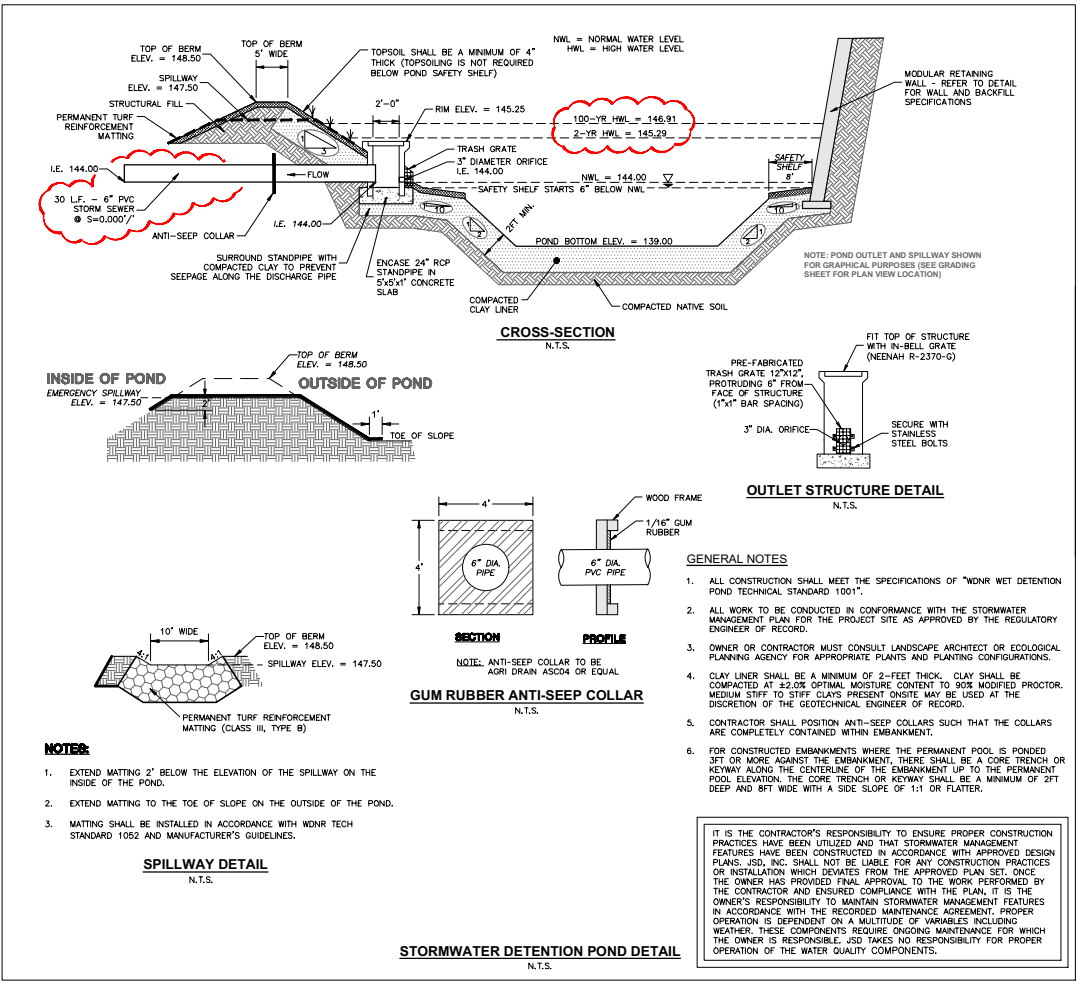 NWL = NORMAL WATER LEVEL
HWL = HIGH WATER LEVEL
TOP OF BERM
ELEV. = 148.50
TOP OF BERM
5' WIDE
TOPSOIL SHALL BE A MINIMUM OF 4"
THICK (TOPSOILING IS NOT REQUIRED
BELOW POND SAFETY SHELF)
SPILLWAY
ELEV. = 147.50
STRUCTURAL FILL
PERMANENT TURF
REINFORCEMENT
MATTING
2'-0"
RIM ELEV. = 145.25
100-YR HWL = 146.91
2-YR HWL = 145.29
MODULAR RETAINING
WALL - REFER TO DETAIL
FOR WALL AND BACKFILL
SPECIFICATIONS
1
3
TRASH GRATE
3" DIAMETER ORIFICE
I.E. 144.00
SAFETY
SHELF
8'
I.E. 144.00
FLOW
NWL = 144.00
SAFETY SHELF STARTS 6" BELOW NWL
30 L.F. - 6" PVC
STORM SEWER
@ S=0.000'/'
I.E. 144.00
ANTI-SEEP COLLAR
1
10
1
2
2FT MIN.
1
10
1
2
POND BOTTOM ELEV. = 139.00
SURROUND STANDPIPE WITH
COMPACTED CLAY TO PREVENT
SEEPAGE ALONG THE DISCHARGE PIPE
ENCASE 24" RCP
STANDPIPE IN
5'x5'x1' CONCRETE
SLAB
COMPACTED
CLAY LINER
COMPACTED NATIVE SOIL
NOTE: POND OUTLET AND SPILLWAY SHOWN
FOR GRAPHICAL PURPOSES (SEE GRADING
SHEET FOR PLAN VIEW LOCATION)
CROSS-SECTION
N.T.S.
TOP OF BERM
ELEV. = 148.50
INSIDE OF POND
OUTSIDE OF POND
EMERGENCY SPILLWAY
ELEV. = 147.50
2'
1'
TOE OF SLOPE
FIT TOP OF STRUCTURE
WITH IN-BELL GRATE
(NEENAH R-2370-G)
PRE-FABRICATED
TRASH GRATE 12"X12",
PROTRUDING 6" FROM
FACE OF STRUCTURE
(1"x1" BAR SPACING)
3" DIA. ORIFICE
SECURE WITH
STAINLESS
STEEL BOLTS
OUTLET STRUCTURE DETAIL
N.T.S.
4'
4'
6" DIA.
PIPE
WOOD FRAME
1/16" GUM
RUBBER
6" DIA.
PVC PIPE
SECTION
PROFILE
NOTE: ANTI-SEEP COLLAR TO BE
AGRI DRAIN ASC04 OR EQUAL
GUM RUBBER ANTI-SEEP COLLAR
N.T.S.
10' WIDE
4:1
4:1
TOP OF BERM
ELEV. = 148.50
SPILLWAY ELEV. = 147.50
PERMANENT TURF REINFORCEMENT
MATTING (CLASS III, TYPE B)
NOTES:
1. EXTEND MATTING 2' BELOW THE ELEVATION OF THE SPILLWAY ON THE
INSIDE OF THE POND.
2. EXTEND MATTING TO THE TOE OF SLOPE ON THE OUTSIDE OF THE POND.
3. MATTING SHALL BE INSTALLED IN ACCORDANCE WITH WDNR TECH
STANDARD 1052 AND MANUFACTURER'S GUIDELINES.
SPILLWAY DETAIL
N.T.S.
GENERAL NOTES
1. ALL CONSTRUCTION SHALL MEET THE SPECIFICATIONS OF "WDNR WET DETENTION
POND TECHNICAL STANDARD 1001".
2. ALL WORK TO BE CONDUCTED IN CONFORMANCE WITH THE STORMWATER
MANAGEMENT PLAN FOR THE PROJECT SITE AS APPROVED BY THE REGULATORY
ENGINEER OF RECORD.
3. OWNER OR CONTRACTOR MUST CONSULT LANDSCAPE ARCHITECT OR ECOLOGICAL
PLANNING AGENCY FOR APPROPRIATE PLANTS AND PLANTING CONFIGURATIONS.
4. CLAY LINER SHALL BE A MINIMUM OF 2-FEET THICK. CLAY SHALL BE
COMPACTED AT ±2.0% OPTIMAL MOISTURE CONTENT TO 90% MODIFIED PROCTOR.
MEDIUM STIFF TO STIFF CLAYS PRESENT ONSITE MAY BE USED AT THE
DISCRETION OF THE GEOTECHNICAL ENGINEER OF RECORD.
5. CONTRACTOR SHALL POSITION ANTI-SEEP COLLARS SUCH THAT THE COLLARS
ARE COMPLETELY CONTAINED WITHIN EMBANKMENT.
6. FOR CONSTRUCTED EMBANKMENTS WHERE THE PERMANENT POOL IS PONDED
3FT OR MORE AGAINST THE EMBANKMENT, THERE SHALL BE A CORE TRENCH OR
KEYWAY ALONG THE CENTERLINE OF THE EMBANKMENT UP TO THE PERMANENT
POOL ELEVATION. THE CORE TRENCH OR KEYWAY SHALL BE A MINIMUM OF 2FT
DEEP AND 8FT WIDE WITH A SIDE SLOPE OF 1:1 OR FLATTER.
IT IS THE CONTRACTOR'S RESPONSIBILITY TO ENSURE PROPER CONSTRUCTION
PRACTICES HAVE BEEN UTILIZED AND THAT STORMWATER MANAGEMENT
FEATURES HAVE BEEN CONSTRUCTED IN ACCORDANCE WITH APPROVED DESIGN
PLANS. JSD, INC. SHALL NOT BE LIABLE FOR ANY CONSTRUCTION PRACTICES
OR INSTALLATION WHICH DEVIATES FROM THE APPROVED PLAN SET. ONCE
THE OWNER HAS PROVIDED FINAL APPROVAL TO THE WORK PERFORMED BY
THE CONTRACTOR AND ENSURED COMPLIANCE WITH THE PLAN, IT IS THE
OWNER'S RESPONSIBILITY TO MAINTAIN STORMWATER MANAGEMENT FEATURES
IN ACCORDANCE WITH THE RECORDED MAINTENANCE AGREEMENT. PROPER
OPERATION IS DEPENDENT ON A MULTITUDE OF VARIABLES INCLUDING
WEATHER. THESE COMPONENTS REQUIRE ONGOING MAINTENANCE FOR WHICH
THE OWNER IS RESPONSIBLE. JSD TAKES NO RESPONSIBILITY FOR PROPER
OPERATION OF THE WATER QUALITY COMPONENTS.
STORMWATER DETENTION POND DETAIL
N.T.S.